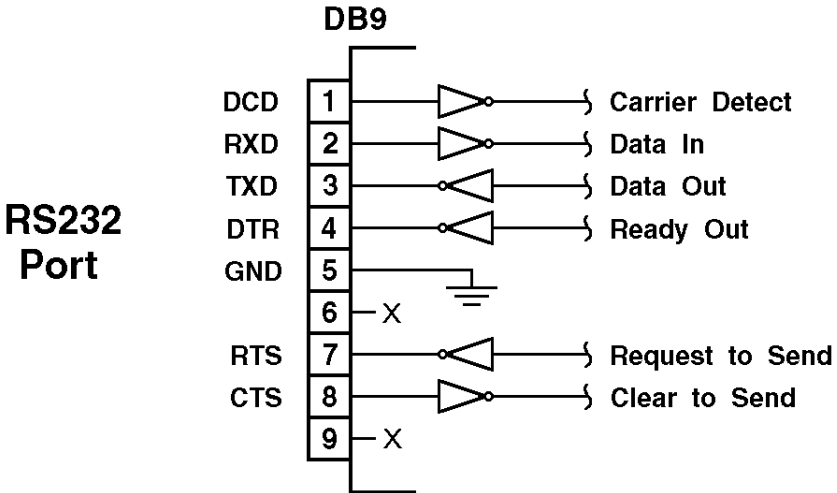 DB9
DCD 1 Carrier Detect
RXD 2 Data In
TXD 3 Data Out
RS232
Port
DTR 4 Ready Out
GND 5
6 X
RTS 7 Request to Send
CTS 8 Clear to Send
9 X